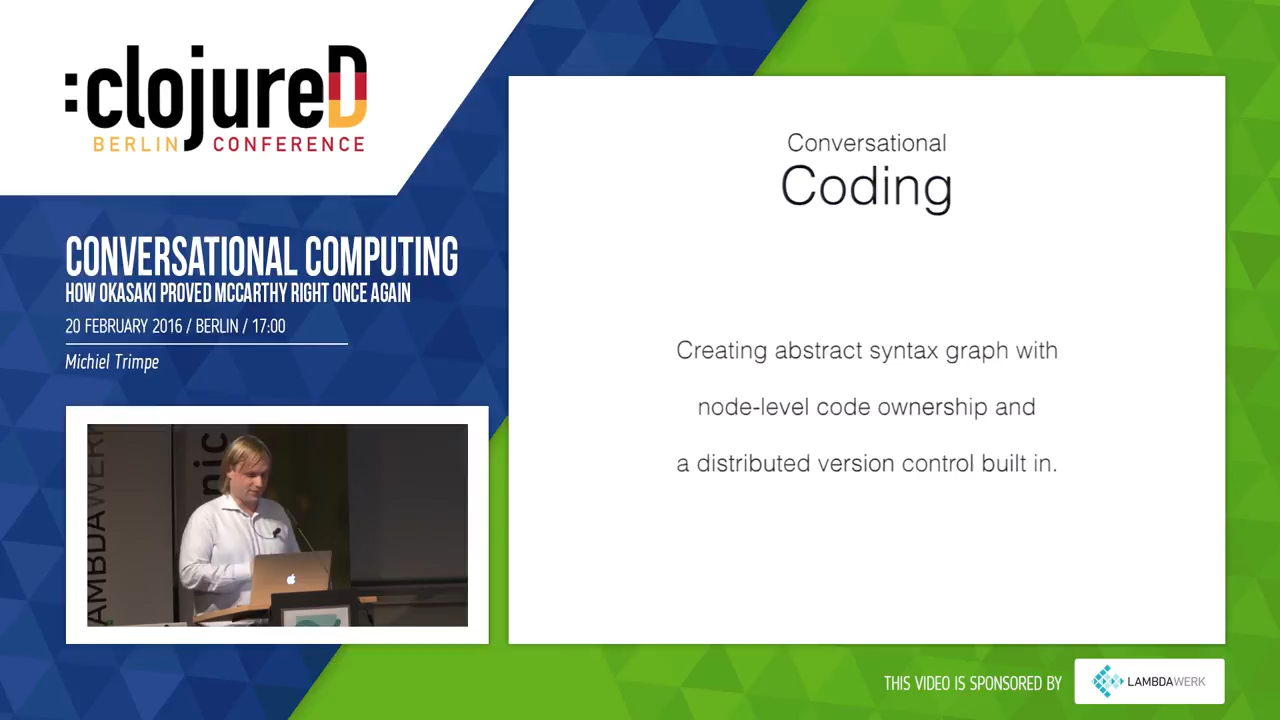 :clojureD
BERLIN CONFERENCE
CONVERSATIONAL COMPUTING
HOW OKASAKI PROVED MCCARTHY RIGHT ONCE AGAIN
20 FEBRUARY 2016 / BERLIN / 17:00
Michiel Trimpe
Conversational
Coding
Creating abstract syntax graph with
node-level code ownership and
a distributed version control built in.
AMBDAWERK
nic
THIS VIDEO IS SPONSORED BY
LAMBDAWERK